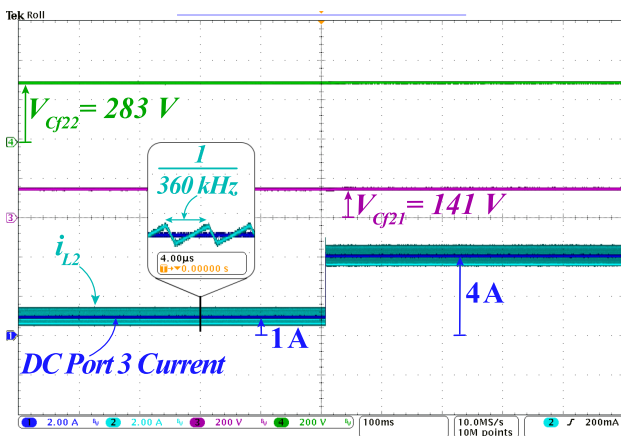 Tek Roll
V_Cf22 = 283 V
4
1
360 kHz
3
V_Cf21 = 141 V
i_L2
4.00µs
T→▼0.00000 s
4 A
1 A
DC Port 3 Current
1
1 2.00 A 2 2.00 A 3 200 V 4 200 V 100ms 10.0MS/s 2 200mA
10M points